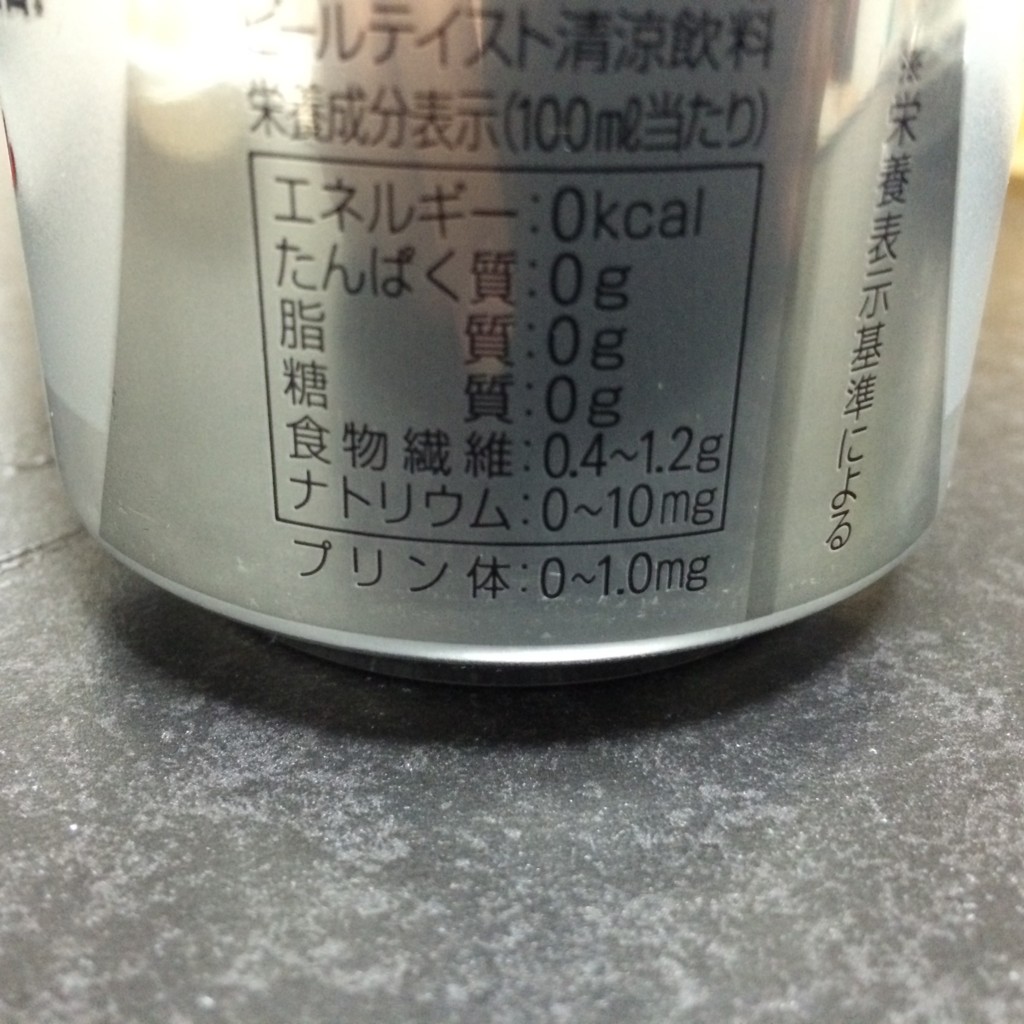 ビールテイスト清涼飲料
栄養成分表示(100mℓ当たり)
エネルギー:0kcal
たんぱく質:0g
脂質:0g
糖質:0g
食物繊維:0.4~1.2g
ナトリウム:0~10mg
プリン体:0~1.0mg
※栄養表示基準による